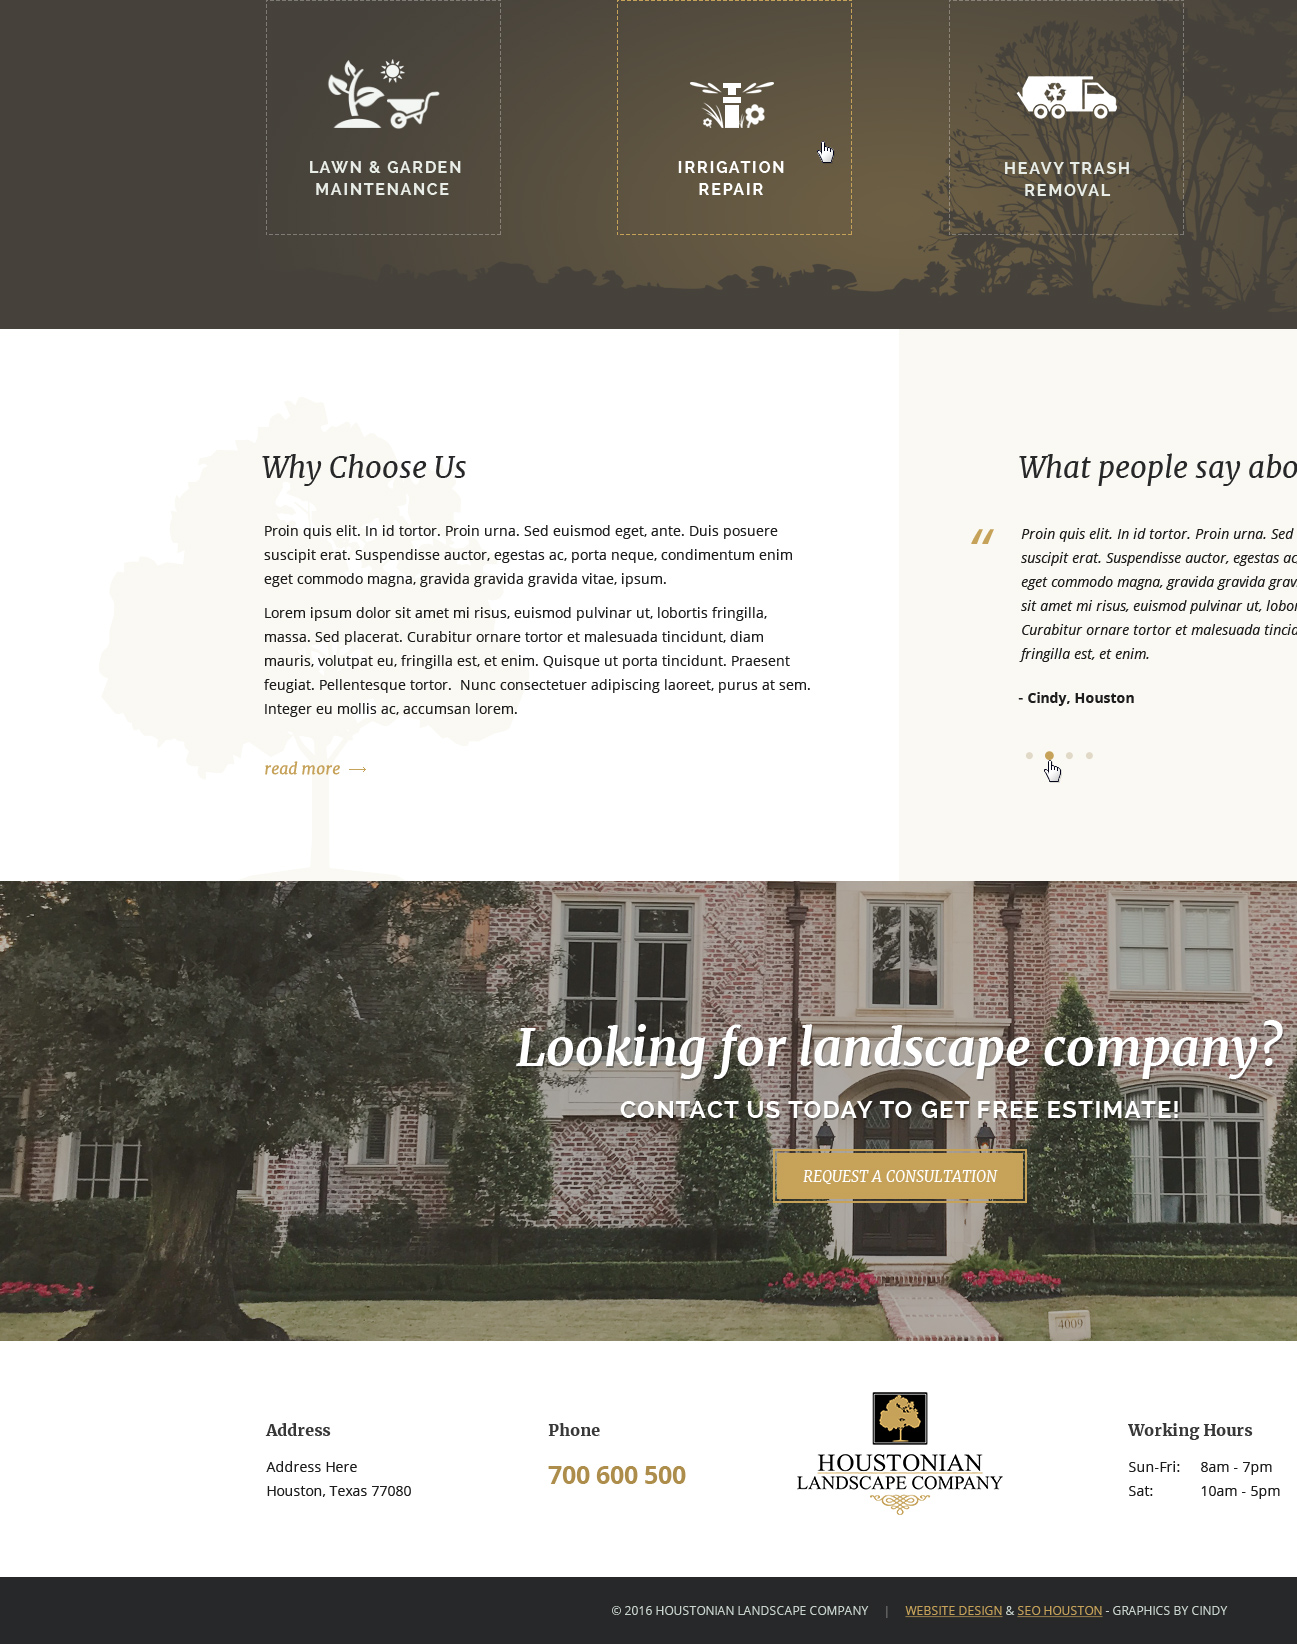 LAWN & GARDEN
MAINTENANCE
IRRIGATION
REPAIR
HEAVY TRASH
REMOVAL
Why Choose Us
Proin quis elit. In id tortor. Proin urna. Sed euismod eget, ante. Duis posuere
suscipit erat. Suspendisse auctor, egestas ac, porta neque, condimentum enim
eget commodo magna, gravida gravida gravida vitae, ipsum.
Lorem ipsum dolor sit amet mi risus, euismod pulvinar ut, lobortis fringilla,
massa. Sed placerat. Curabitur ornare tortor et malesuada tincidunt, diam
mauris, volutpat eu, fringilla est, et enim. Quisque ut porta tincidunt. Praesent
feugiat. Pellentesque tortor.  Nunc consectetuer adipiscing laoreet, purus at sem.
Integer eu mollis ac, accumsan lorem.
read more
What people say abo
“
Proin quis elit. In id tortor. Proin urna. Sed
suscipit erat. Suspendisse auctor, egestas ac
eget commodo magna, gravida gravida grav
sit amet mi risus, euismod pulvinar ut, lobor
Curabitur ornare tortor et malesuada tincid
fringilla est, et enim.
- Cindy, Houston
Looking for landscape company?
CONTACT US TODAY TO GET FREE ESTIMATE!
REQUEST A CONSULTATION
4009
Address
Address Here
Houston, Texas 77080
Phone
700 600 500
HOUSTONIAN
LANDSCAPE COMPANY
Working Hours
Sun-Fri: 8am - 7pm
Sat: 10am - 5pm
© 2016 HOUSTONIAN LANDSCAPE COMPANY | WEBSITE DESIGN & SEO HOUSTON - GRAPHICS BY CINDY